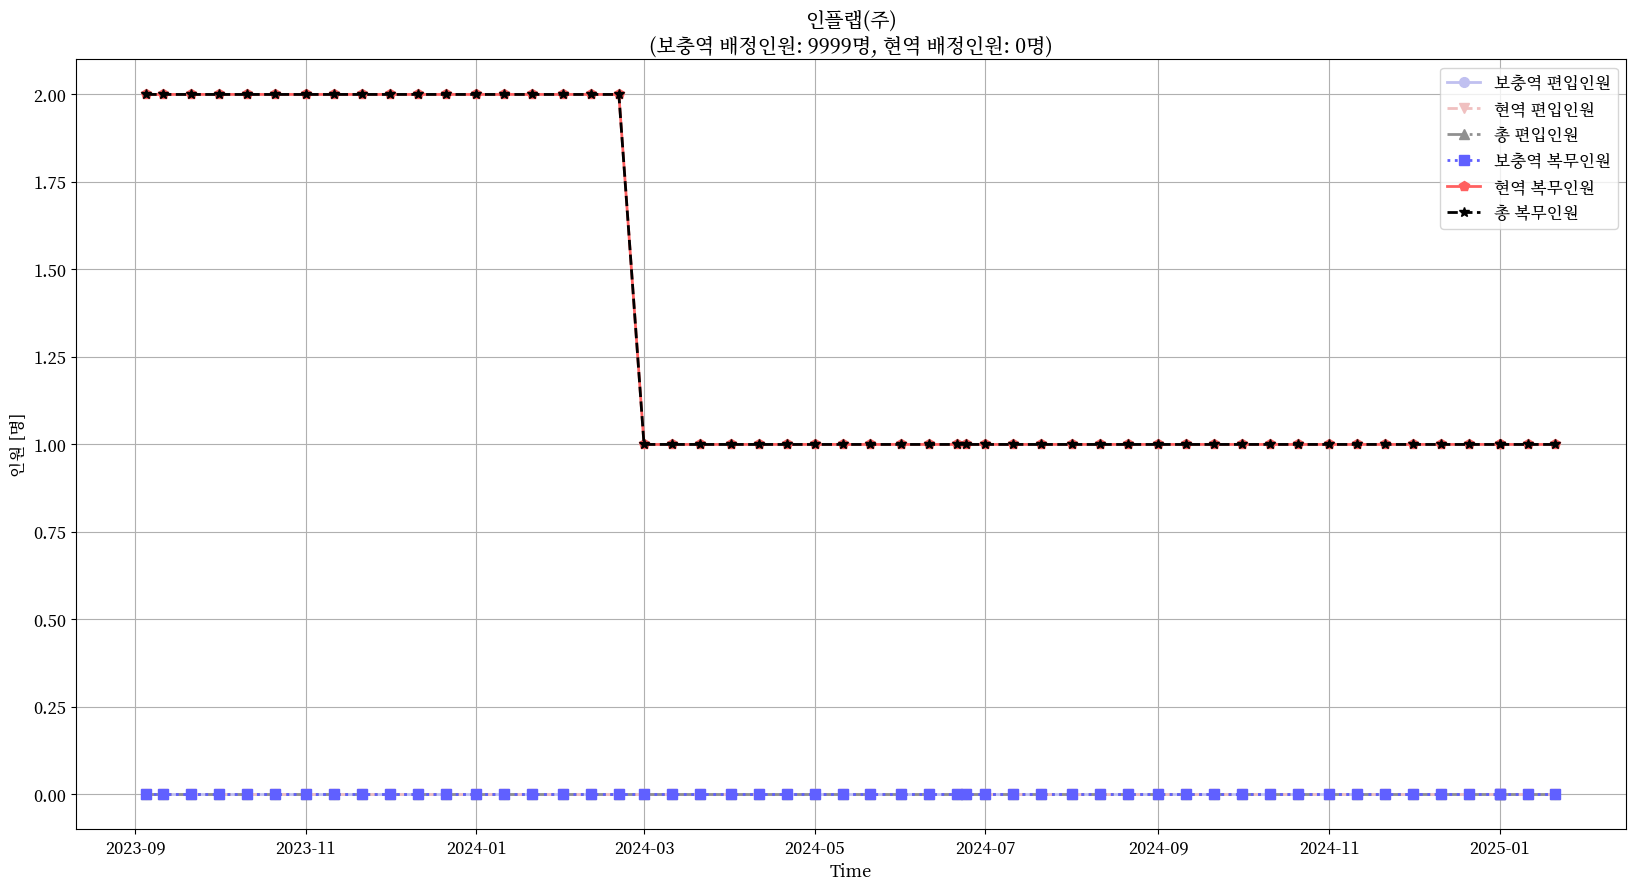 인플랩(주)
(보충역 배정인원: 9999명, 현역 배정인원: 0명)
보충역 편입인원
현역 편입인원
총 편입인원
보충역 복무인원
현역 복무인원
총 복무인원
인원 [명]
2.00
1.75
1.50
1.25
1.00
0.75
0.50
0.25
0.00
2023-09
2023-11
2024-01
2024-03
2024-05
2024-07
2024-09
2024-11
2025-01
Time